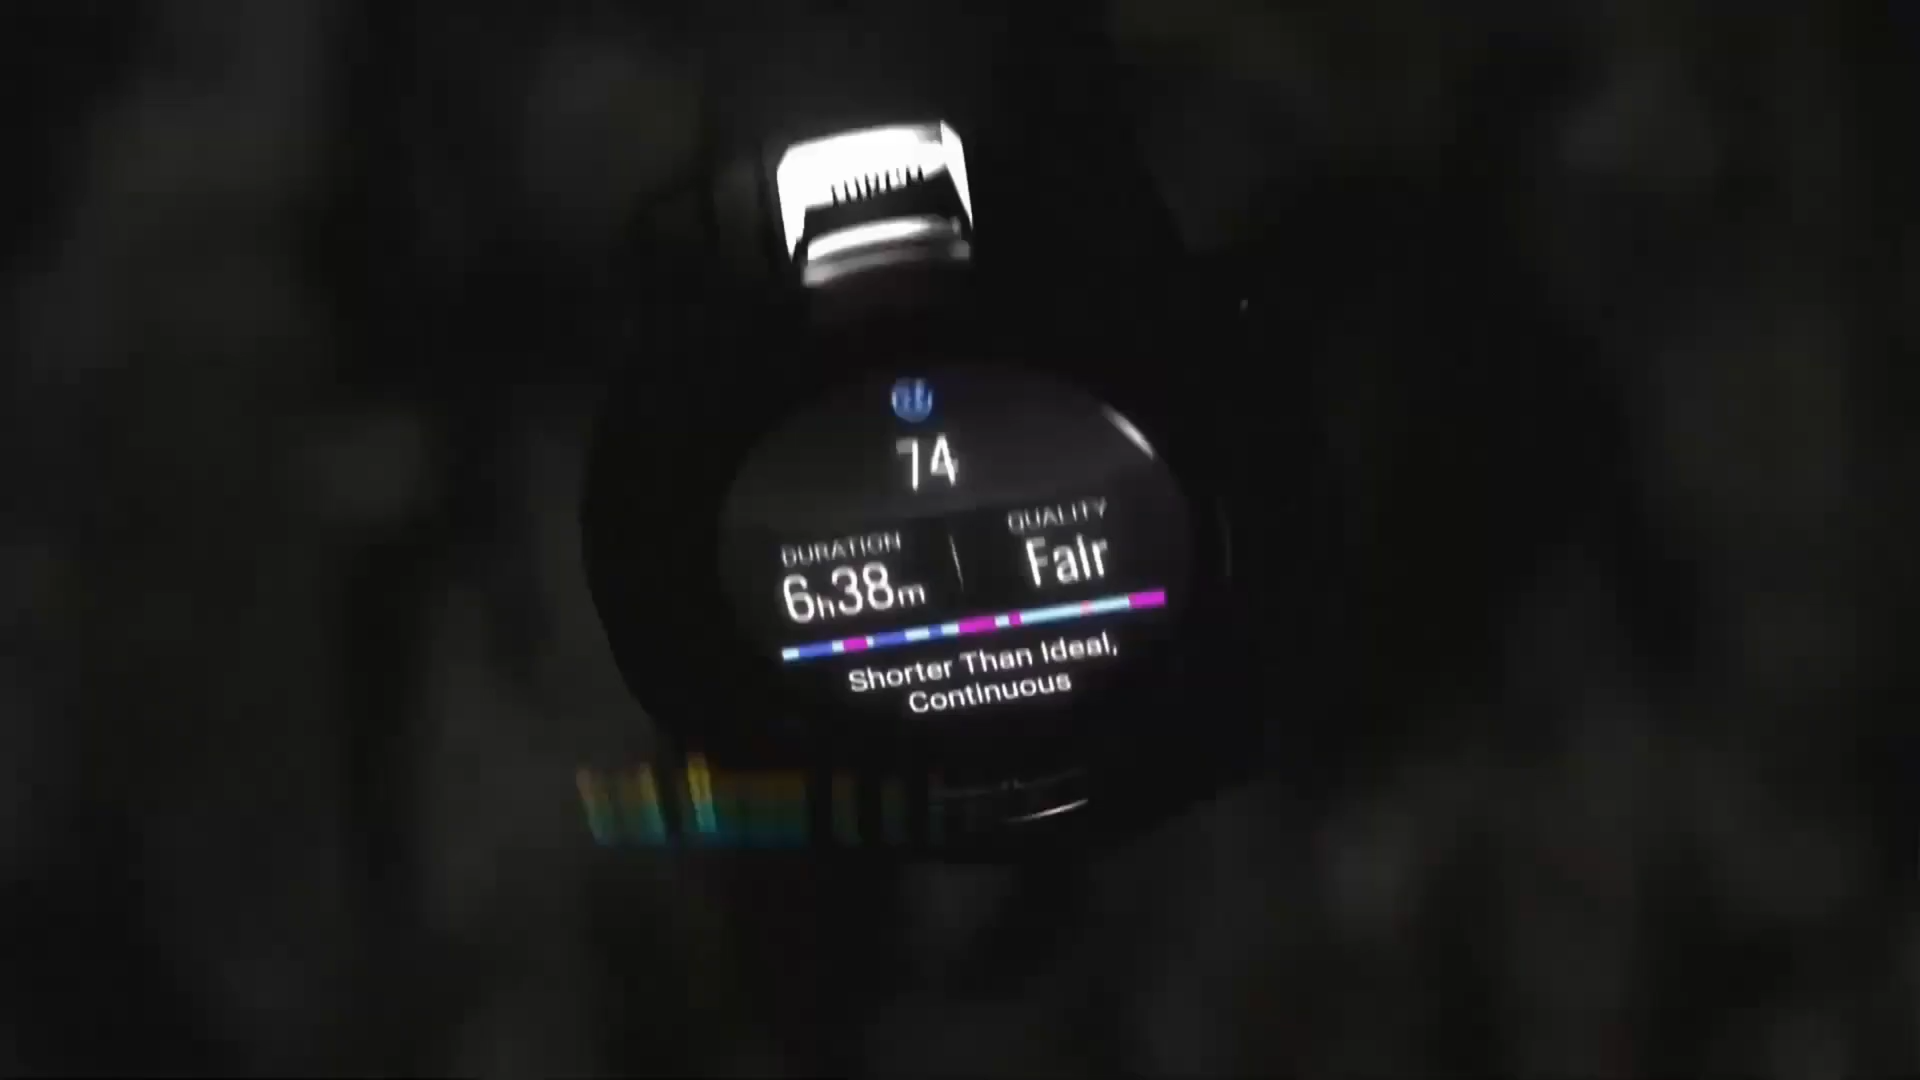 74
DURATION
QUALITY
6h38m
Fair
Shorter Than Ideal,
Continuous